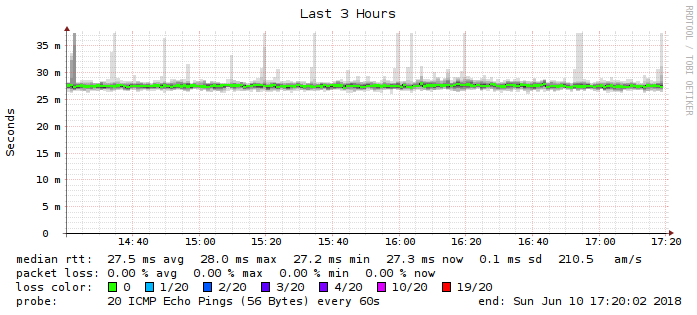 Last 3 Hours
RRDTOOL / TOBI OETIKER
Seconds
35 m
30 m
25 m
20 m
15 m
10 m
5 m
0
14:40 15:00 15:20 15:40 16:00 16:20 16:40 17:00 17:20
median rtt: 27.5 ms avg 28.0 ms max 27.2 ms min 27.3 ms now 0.1 ms sd 210.5 am/s
packet loss: 0.00 % avg 0.00 % max 0.00 % min 0.00 % now
loss color: 0 1/20 2/20 3/20 4/20 10/20 19/20
probe: 20 ICMP Echo Pings (56 Bytes) every 60s end: Sun Jun 10 17:20:02 2018